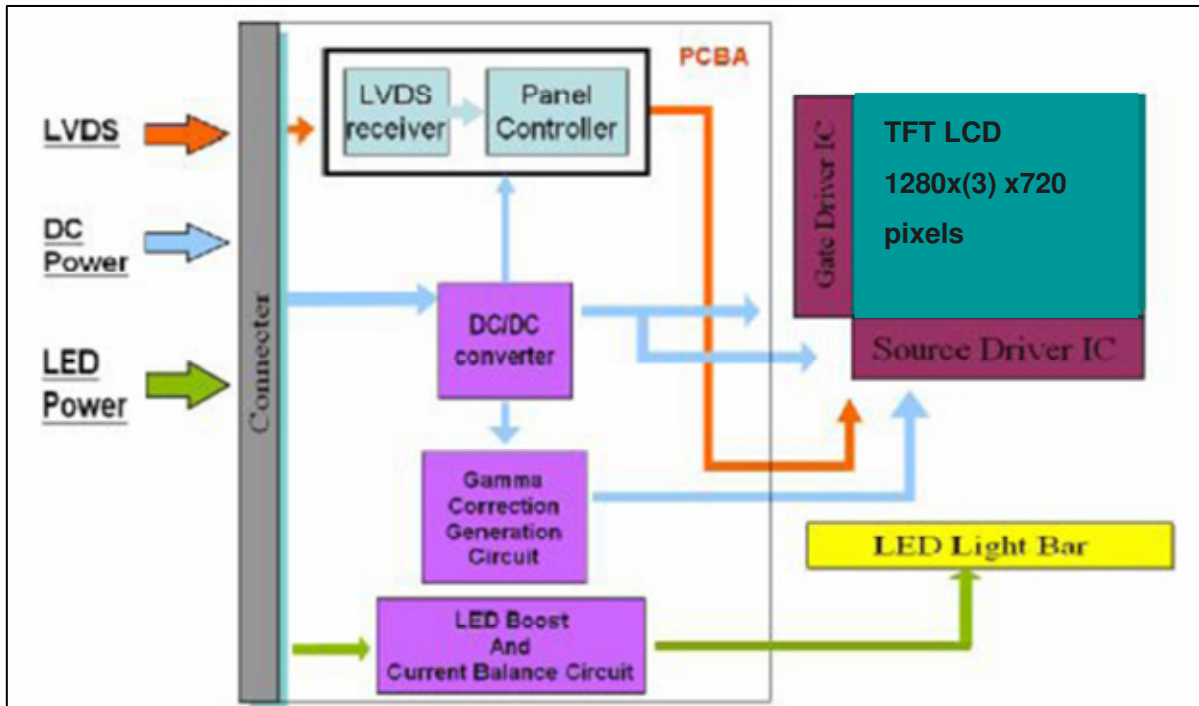 LVDS
DC
Power
LED
Power
Connecter
PCBA
LVDS
receiver
Panel
Controller
DC/DC
converter
Gamma
Correction
Generation
Circuit
LED Boost
And
Current Balance Circuit
Gate Driver IC
TFT LCD
1280x(3) x720
pixels
Source Driver IC
LED Light Bar